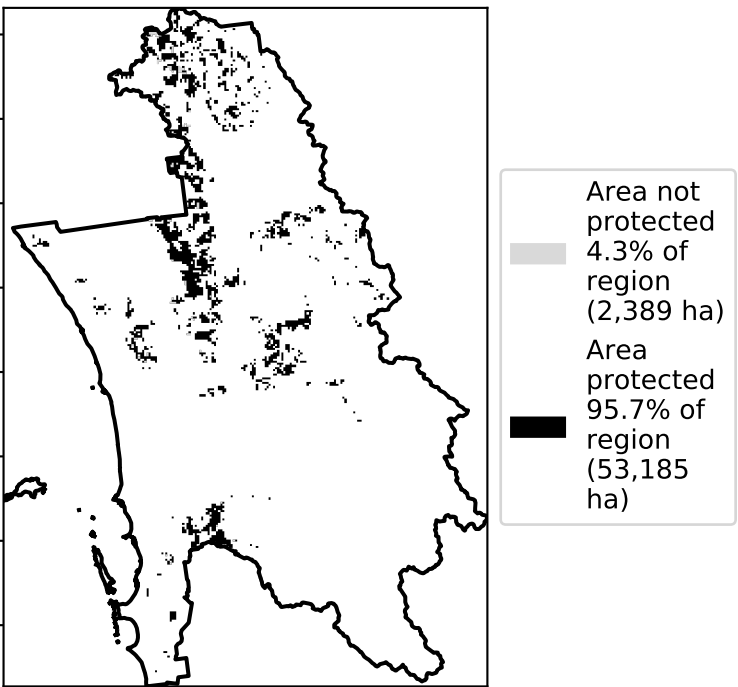 Area not
protected
4.3% of
region
(2,389 ha)
Area
protected
95.7% of
region
(53,185
ha)